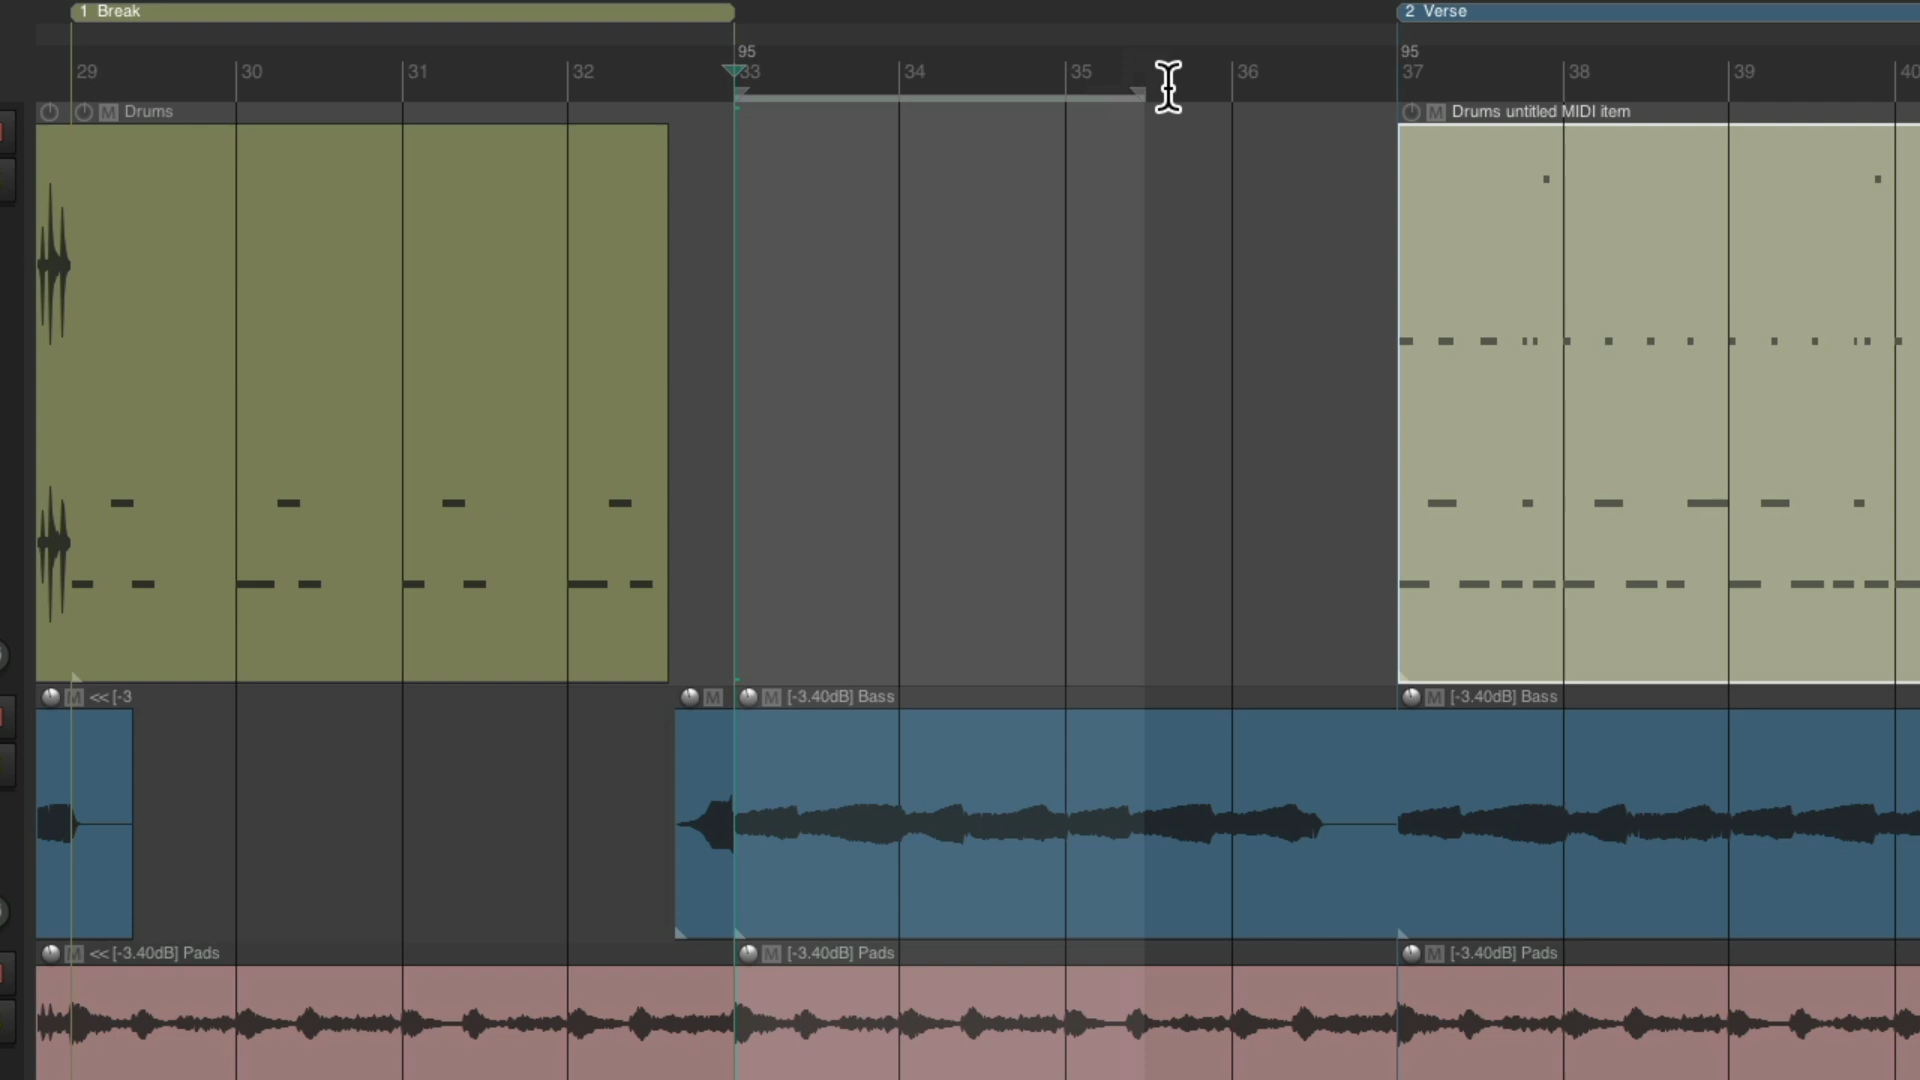 1 Break
2 Verse
95
95
29
30
31
32
33
34
35
36
37
38
39
40
M Drums
M Drums untitled MIDI item
M << [-3
M
M [-3.40dB] Bass
M [-3.40dB] Bass
M << [-3.40dB] Pads
M [-3.40dB] Pads
M [-3.40dB] Pads